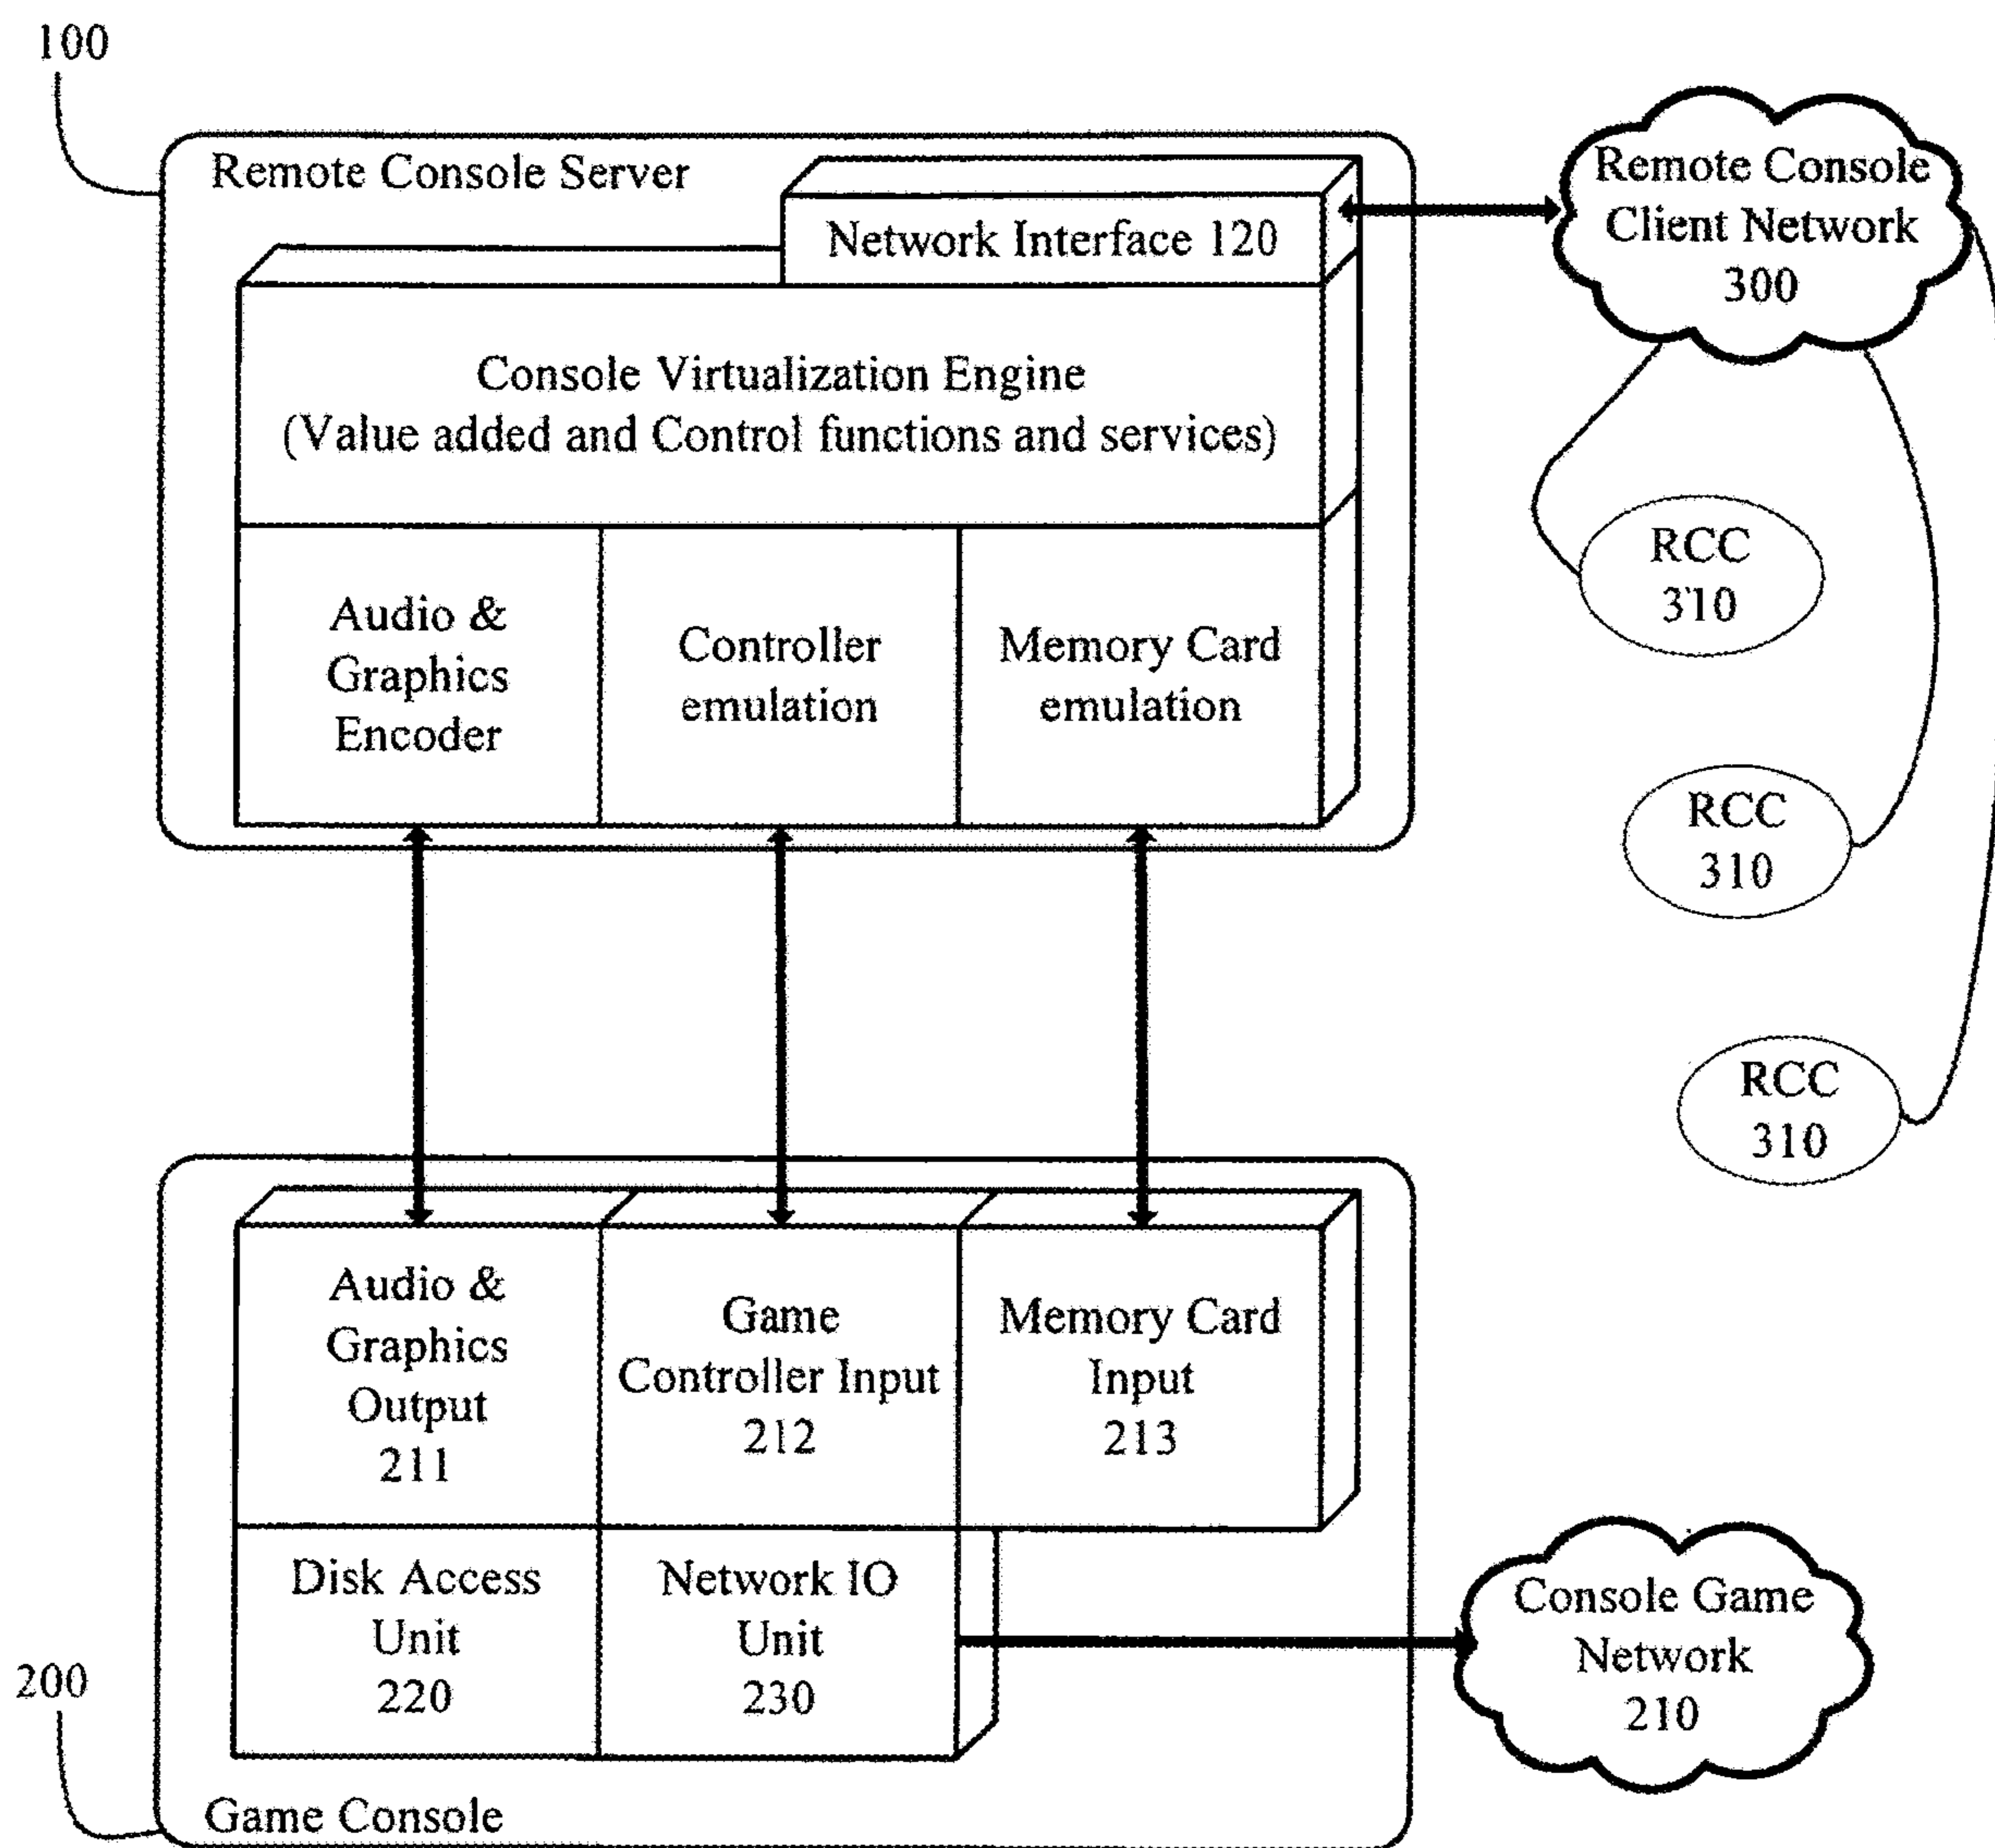 100
Remote Console Server
Network Interface 120
Remote Console
Client Network
300
Console Virtualization Engine
(Value added and Control functions and services)
Audio &
Graphics
Encoder
Controller
emulation
Memory Card
emulation
RCC
310
RCC
310
RCC
310
Audio &
Graphics
Output
211
Game
Controller Input
212
Memory Card
Input
213
Disk Access
Unit
220
Network IO
Unit
230
Console Game
Network
210
200
Game Console